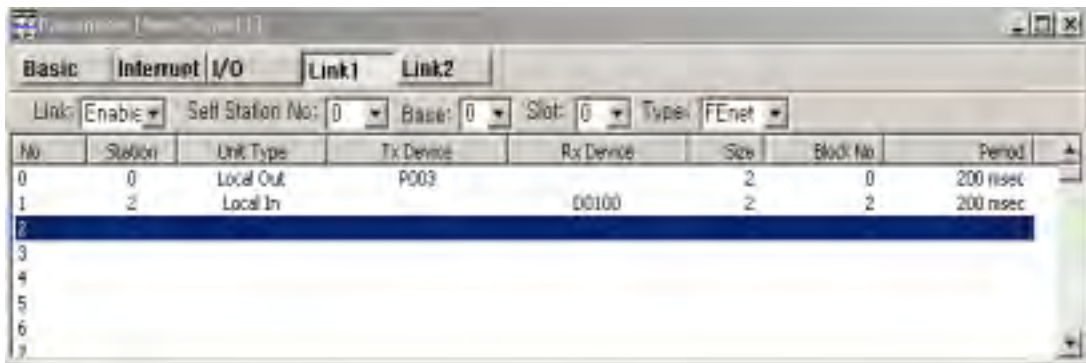 Basic Interrupt I/O Link1 Link2
Link: Enable Self Station No: 0 Base: 0 Slot: 0 Type: FEnet
No Station Unit Type Tx Device Rx Device Size Block No Period
0 0 Local Out P003 2 0 200 msec
1 2 Local In D0100 2 2 200 msec
2
3
4
5
6
7